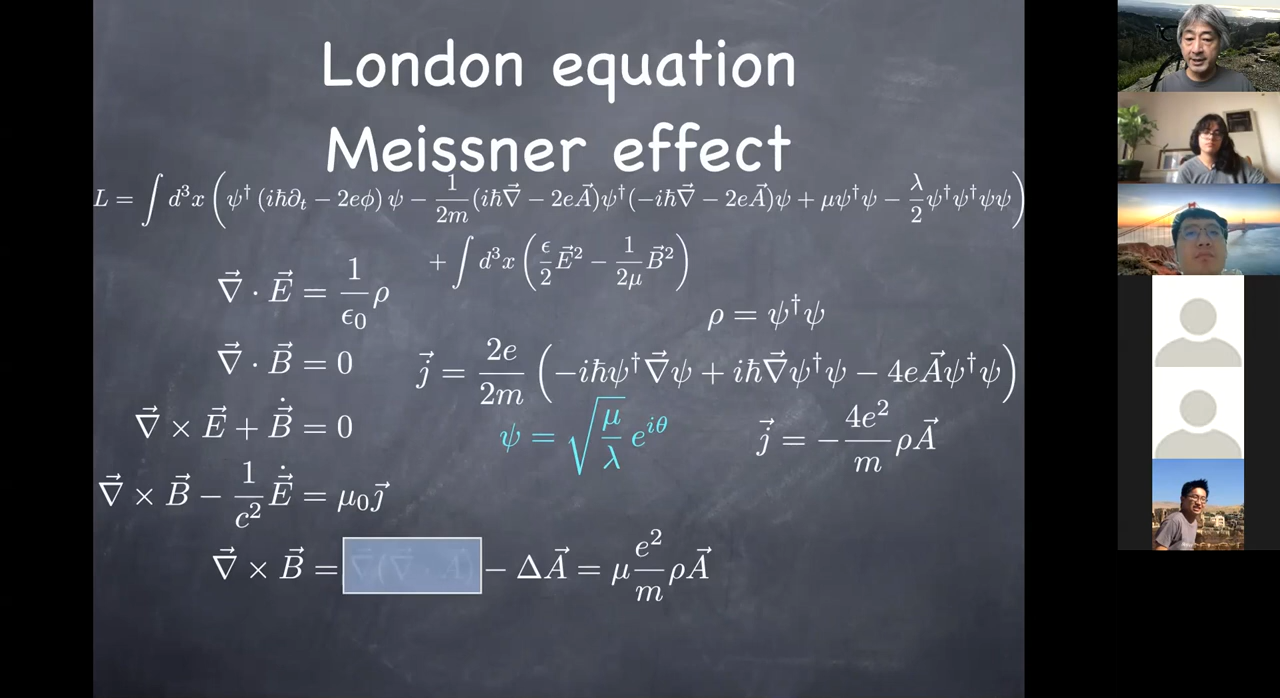 London equation
Meissner effect
L = ∫ d³x ( ψ† (iħ∂ₜ − 2eϕ) ψ − 1/2m (iħ∇⃗ − 2eA⃗)ψ†(−iħ∇⃗ − 2eA⃗)ψ + μψ†ψ − λ/2 ψ†ψ†ψψ )
+ ∫ d³x ( ϵ/2 E⃗² − 1/2μ B⃗² )
∇⃗ · E⃗ = 1/ϵ₀ ρ
ρ = ψ†ψ
∇⃗ · B⃗ = 0
j⃗ = 2e/2m ( −iħψ†∇⃗ψ + iħ∇⃗ψ†ψ − 4eA⃗ψ†ψ )
∇⃗ × E⃗ + Ḃ⃗ = 0
ψ = √(μ/λ) e^{iθ}
j⃗ = − 4e²/m ρA⃗
∇⃗ × B⃗ − 1/c² Ė⃗ = μ₀j⃗
∇⃗ × B⃗ = ∇⃗(∇⃗ · A⃗) − ΔA⃗ = μ e²/m ρA⃗